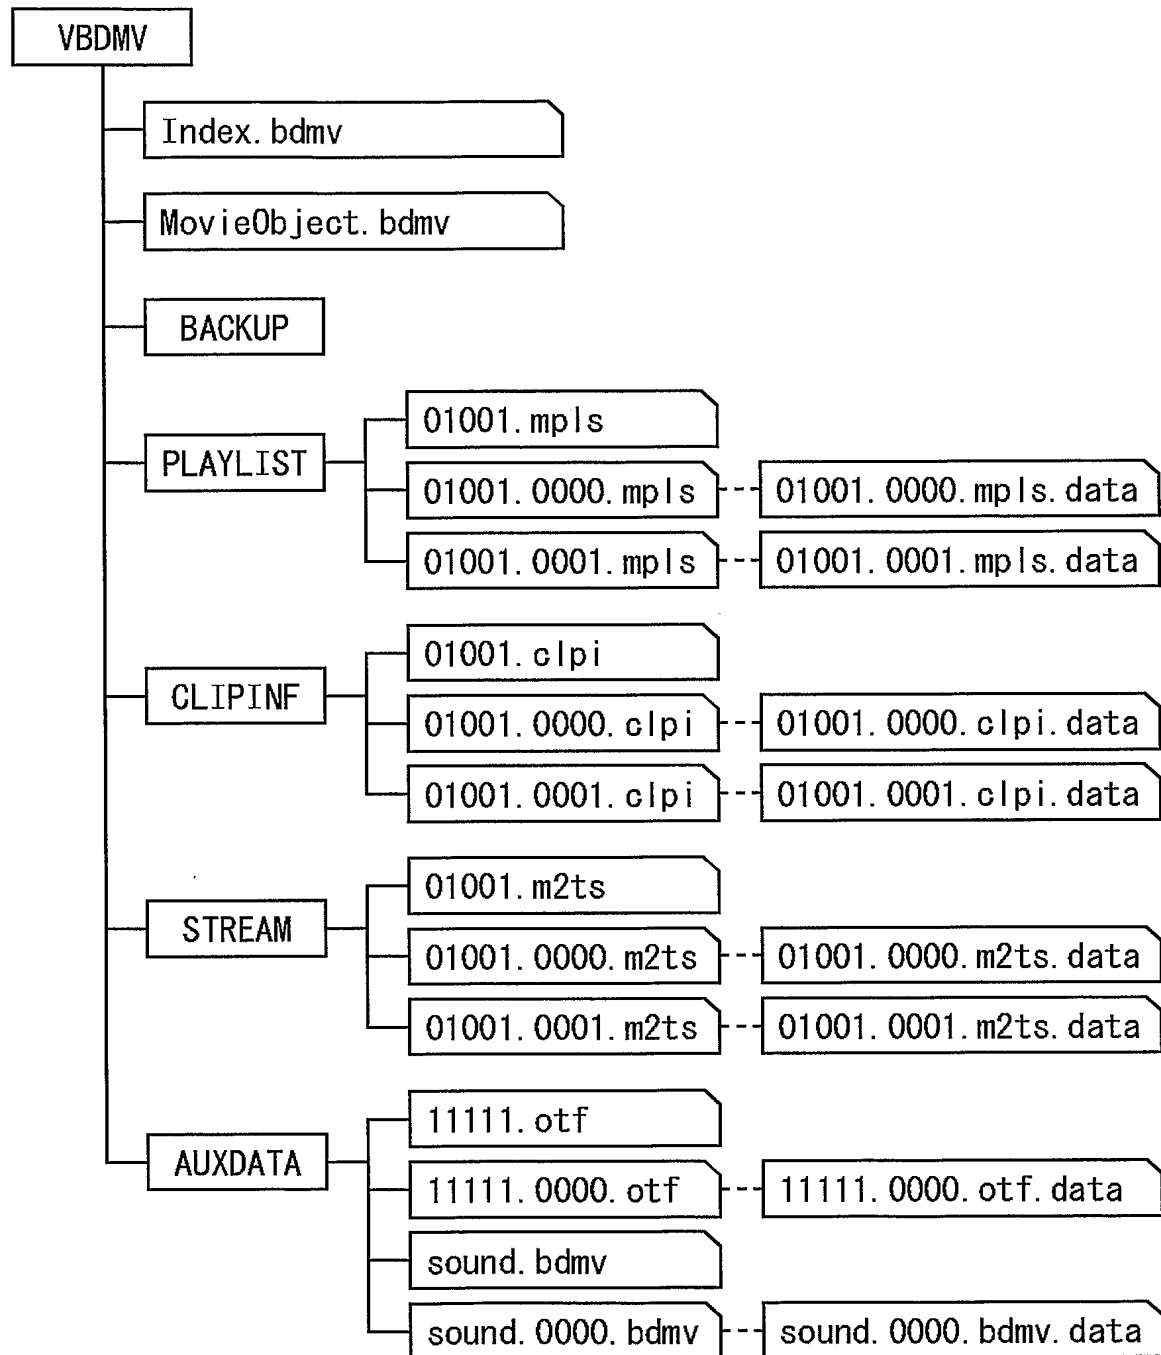 VBDMV
Index.bdmv
MovieObject.bdmv
BACKUP
PLAYLIST
01001.mpls
01001.0000.mpls
01001.0000.mpls.data
01001.0001.mpls
01001.0001.mpls.data
CLIPINF
01001.clpi
01001.0000.clpi
01001.0000.clpi.data
01001.0001.clpi
01001.0001.clpi.data
STREAM
01001.m2ts
01001.0000.m2ts
01001.0000.m2ts.data
01001.0001.m2ts
01001.0001.m2ts.data
AUXDATA
11111.otf
11111.0000.otf
11111.0000.otf.data
sound.bdmv
sound.0000.bdmv
sound.0000.bdmv.data